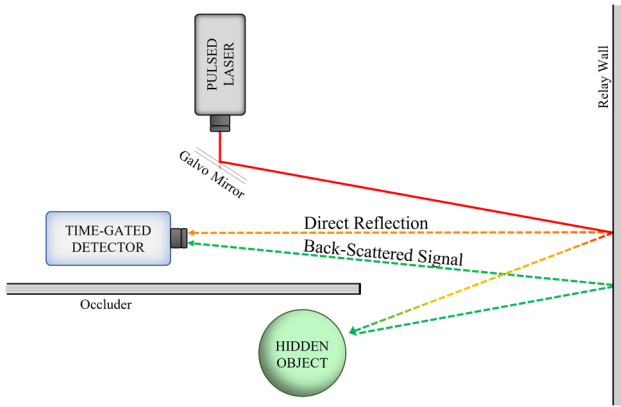 PULSED
LASER
Relay Wall
Galvo Mirror
TIME-GATED
DETECTOR
Direct Reflection
Back-Scattered Signal
Occluder
HIDDEN
OBJECT